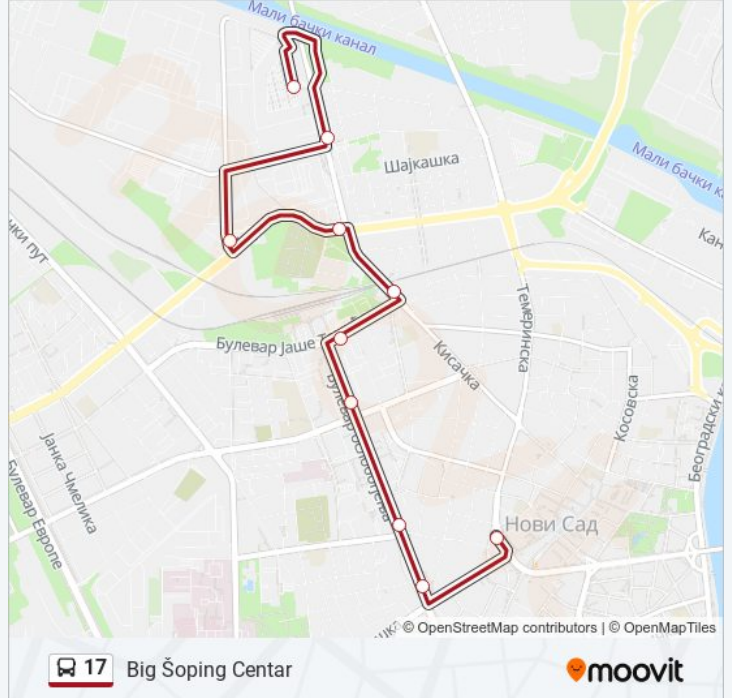 Мали бачки канал
Шајкашка
Мали бачки к
Кан
чки пут
Темеринска
Булевар Јаше
Кисачка
Косовска
Београдски к
Булевар ослобођења
Јанка Чмелика
Булевар Европе
Нови Сад
© OpenStreetMap contributors | © OpenMapTiles
17 Big Šoping Centar
moovit